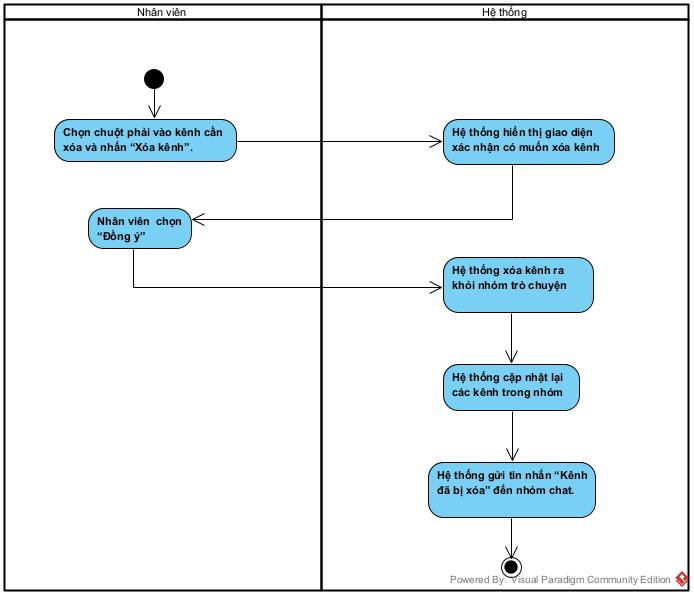 Nhân viên
Hệ thống
Chọn chuột phải vào kênh cần
xóa và nhấn “Xóa kênh”.
Hệ thống hiển thị giao diện
xác nhận có muốn xóa kênh
Nhân viên chọn
“Đồng ý”
Hệ thống xóa kênh ra
khỏi nhóm trò chuyện
Hệ thống cập nhật lại
các kênh trong nhóm
Hệ thống gửi tin nhắn “Kênh
đã bị xóa” đến nhóm chat.
Powered By: Visual Paradigm Community Edition